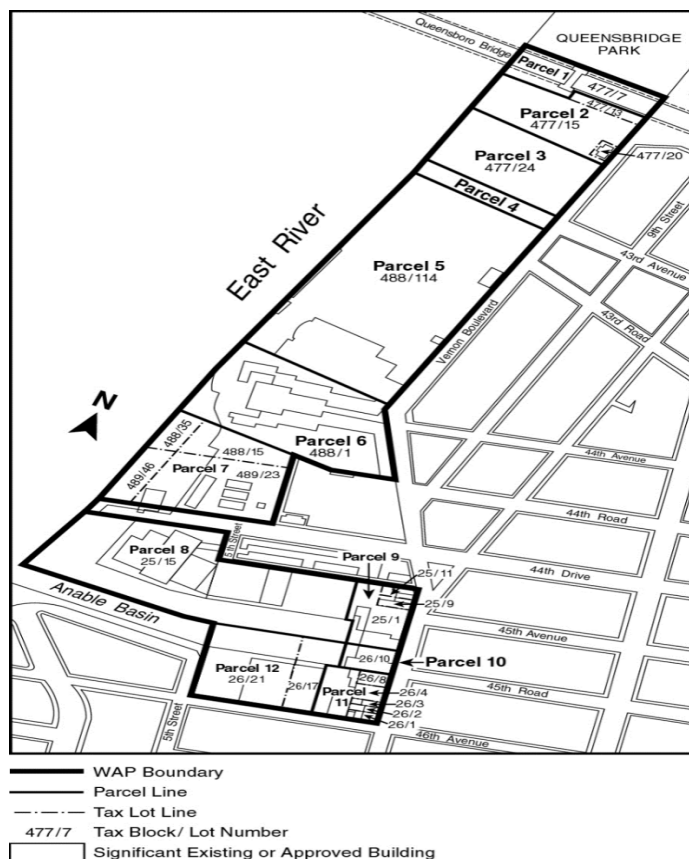 QUEENSBRIDGE
PARK
Queensboro Bridge
Parcel 1
477/7
477/13
Parcel 2
477/15
477/20
Parcel 3
477/24
Parcel 4
9th Street
43rd Avenue
East River
Parcel 5
488/114
Vernon Boulevard
43rd Road
N
44th Avenue
Parcel 6
488/1
488/35
488/15
489/46
Parcel 7
489/23
44th Road
5th Street
Parcel 8
25/15
Parcel 9
44th Drive
25/11
25/9
25/1
Anable Basin
45th Avenue
26/10
Parcel 10
Parcel 12
26/21
26/17
26/8
Parcel
11
26/4
26/3
26/2
26/1
45th Road
5th Street
46th Avenue
WAP Boundary
Parcel Line
Tax Lot Line
477/7 Tax Block/ Lot Number
Significant Existing or Approved Building